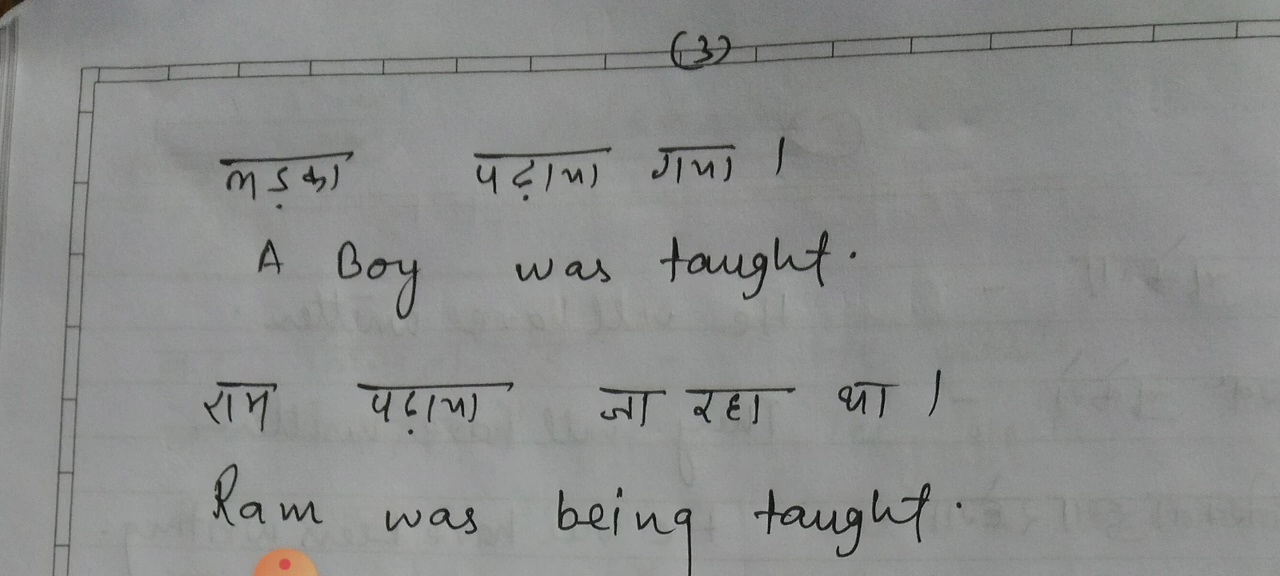 (3)
लड़का पढ़ाया गया ।
A Boy was taught.
राम पढ़ाया जा रहा था ।
Ram was being taught.